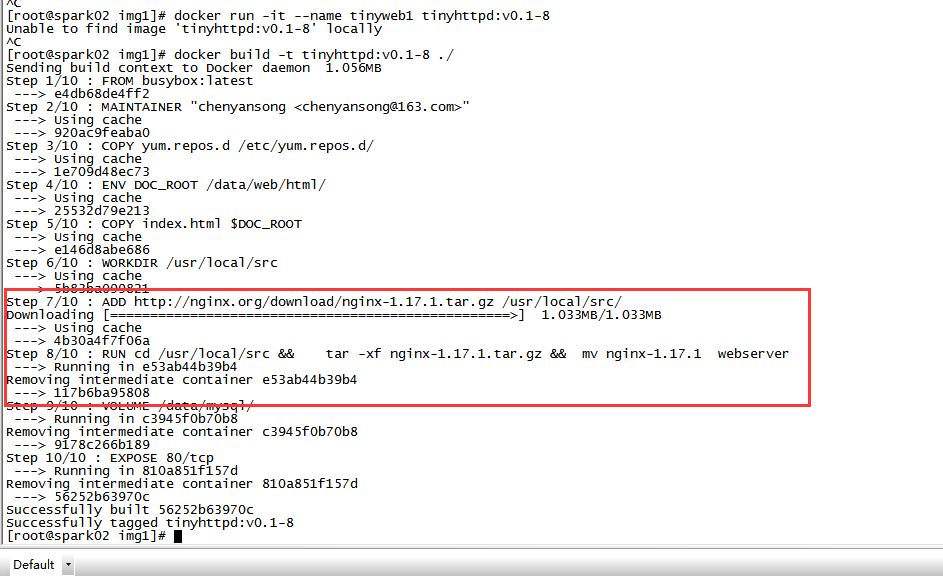 ^C
[root@spark02 img1]# docker run -it --name tinyweb1 tinyhttpd:v0.1-8
Unable to find image 'tinyhttpd:v0.1-8' locally
^C
[root@spark02 img1]# docker build -t tinyhttpd:v0.1-8 ./
Sending build context to Docker daemon  1.056MB
Step 1/10 : FROM busybox:latest
 ---> e4db68de4ff2
Step 2/10 : MAINTAINER "chenyansong <chenyansong@163.com>"
 ---> Using cache
 ---> 920ac9feaba0
Step 3/10 : COPY yum.repos.d /etc/yum.repos.d/
 ---> Using cache
 ---> 1e709d48ec73
Step 4/10 : ENV DOC_ROOT /data/web/html/
 ---> Using cache
 ---> 25532d79e213
Step 5/10 : COPY index.html $DOC_ROOT
 ---> Using cache
 ---> e146d8abe686
Step 6/10 : WORKDIR /usr/local/src
 ---> Using cache
 ---> 5b83ba099821
Step 7/10 : ADD http://nginx.org/download/nginx-1.17.1.tar.gz /usr/local/src/
Downloading [==================================================>]  1.033MB/1.033MB
 ---> Using cache
 ---> 4b30a4f7f06a
Step 8/10 : RUN cd /usr/local/src &&    tar -xf nginx-1.17.1.tar.gz &&  mv nginx-1.17.1  webserver
 ---> Running in e53ab44b39b4
Removing intermediate container e53ab44b39b4
 ---> 117b6ba95808
Step 9/10 : VOLUME /data/mysql/
 ---> Running in c3945f0b70b8
Removing intermediate container c3945f0b70b8
 ---> 9178c266b189
Step 10/10 : EXPOSE 80/tcp
 ---> Running in 810a851f157d
Removing intermediate container 810a851f157d
 ---> 56252b63970c
Successfully built 56252b63970c
Successfully tagged tinyhttpd:v0.1-8
[root@spark02 img1]#
Default